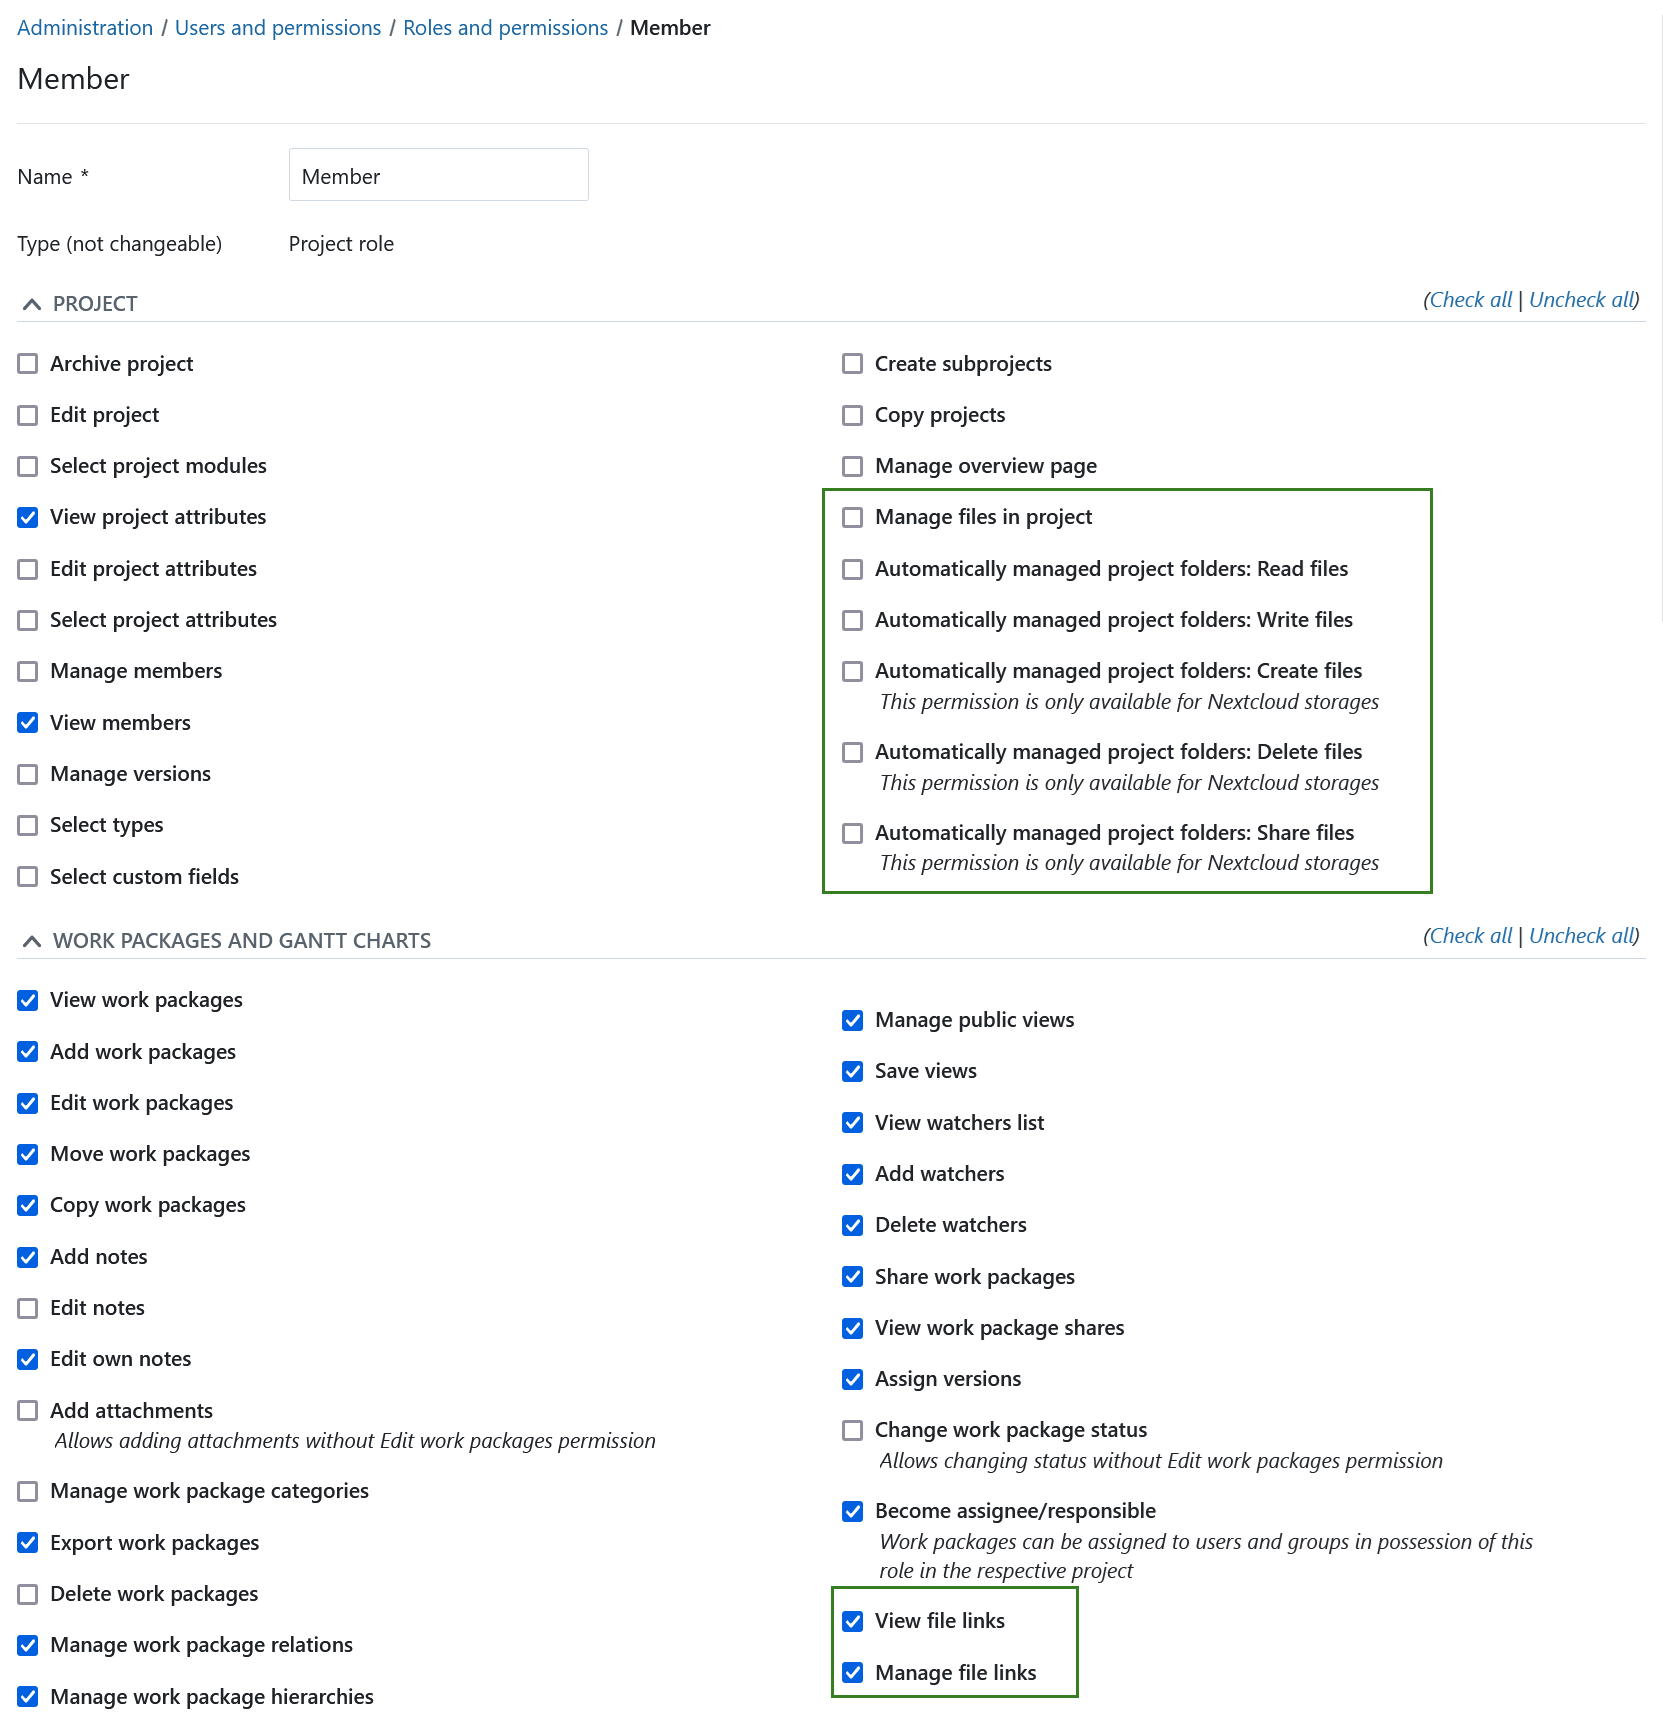 Administration / Users and permissions / Roles and permissions / Member
Member
Name *
Member
Type (not changeable)
Project role
PROJECT
(Check all | Uncheck all)
Archive project
Edit project
Select project modules
View project attributes
Edit project attributes
Select project attributes
Manage members
View members
Manage versions
Select types
Select custom fields
Create subprojects
Copy projects
Manage overview page
Manage files in project
Automatically managed project folders: Read files
Automatically managed project folders: Write files
Automatically managed project folders: Create files
This permission is only available for Nextcloud storages
Automatically managed project folders: Delete files
This permission is only available for Nextcloud storages
Automatically managed project folders: Share files
This permission is only available for Nextcloud storages
WORK PACKAGES AND GANTT CHARTS
(Check all | Uncheck all)
View work packages
Add work packages
Edit work packages
Move work packages
Copy work packages
Add notes
Edit notes
Edit own notes
Add attachments
Allows adding attachments without Edit work packages permission
Manage work package categories
Export work packages
Delete work packages
Manage work package relations
Manage work package hierarchies
Manage public views
Save views
View watchers list
Add watchers
Delete watchers
Share work packages
View work package shares
Assign versions
Change work package status
Allows changing status without Edit work packages permission
Become assignee/responsible
Work packages can be assigned to users and groups in possession of this
role in the respective project
View file links
Manage file links